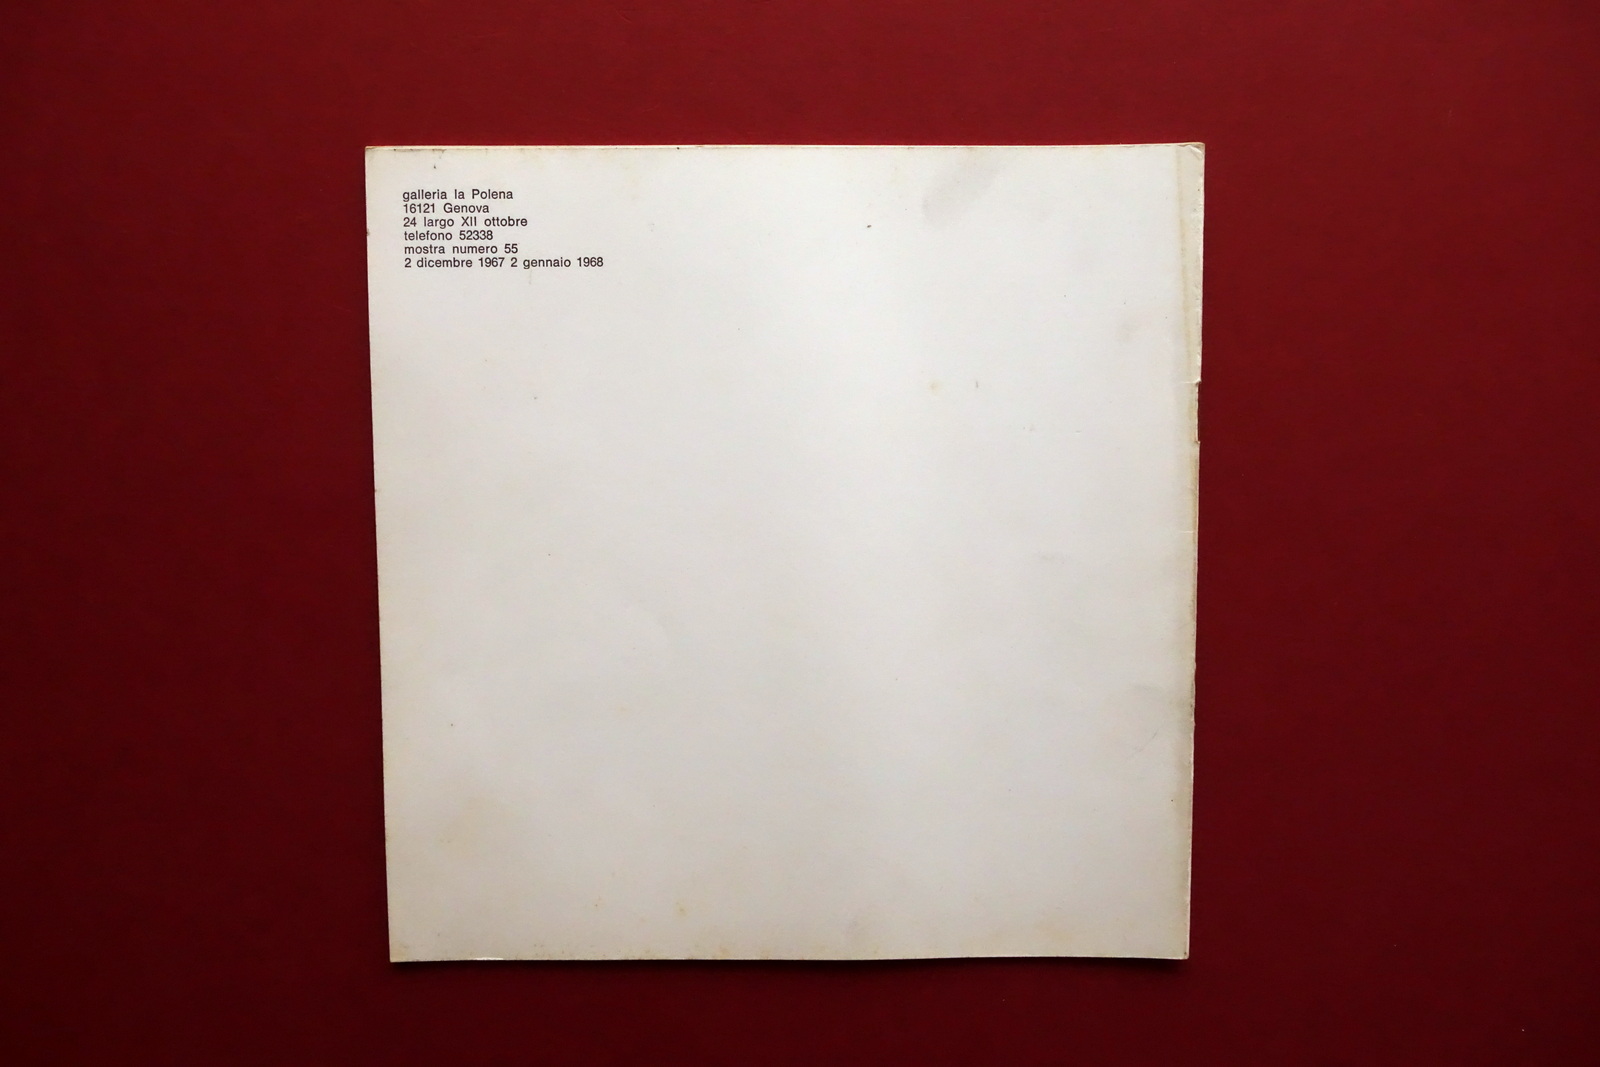 galleria la Polena
16121 Genova
24 largo XII ottobre
telefono 52338
mostra numero 55
2 dicembre 1967 2 gennaio 1968